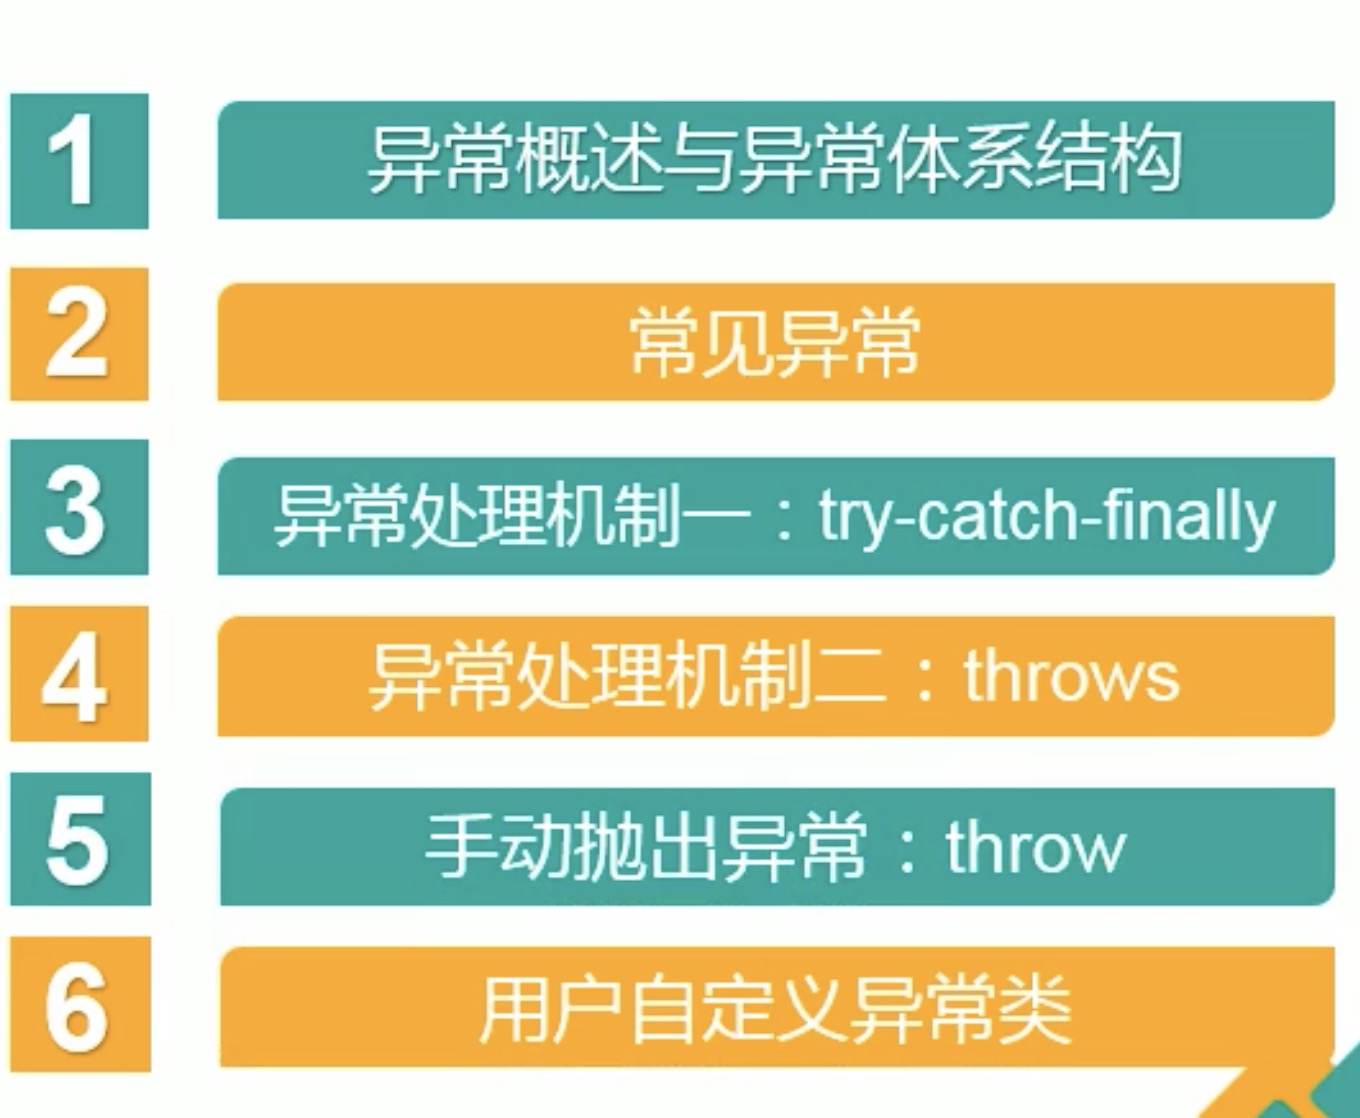 1
异常概述与异常体系结构
2
常见异常
3
异常处理机制一：try-catch-finally
4
异常处理机制二：throws
5
手动抛出异常：throw
6
用户自定义异常类